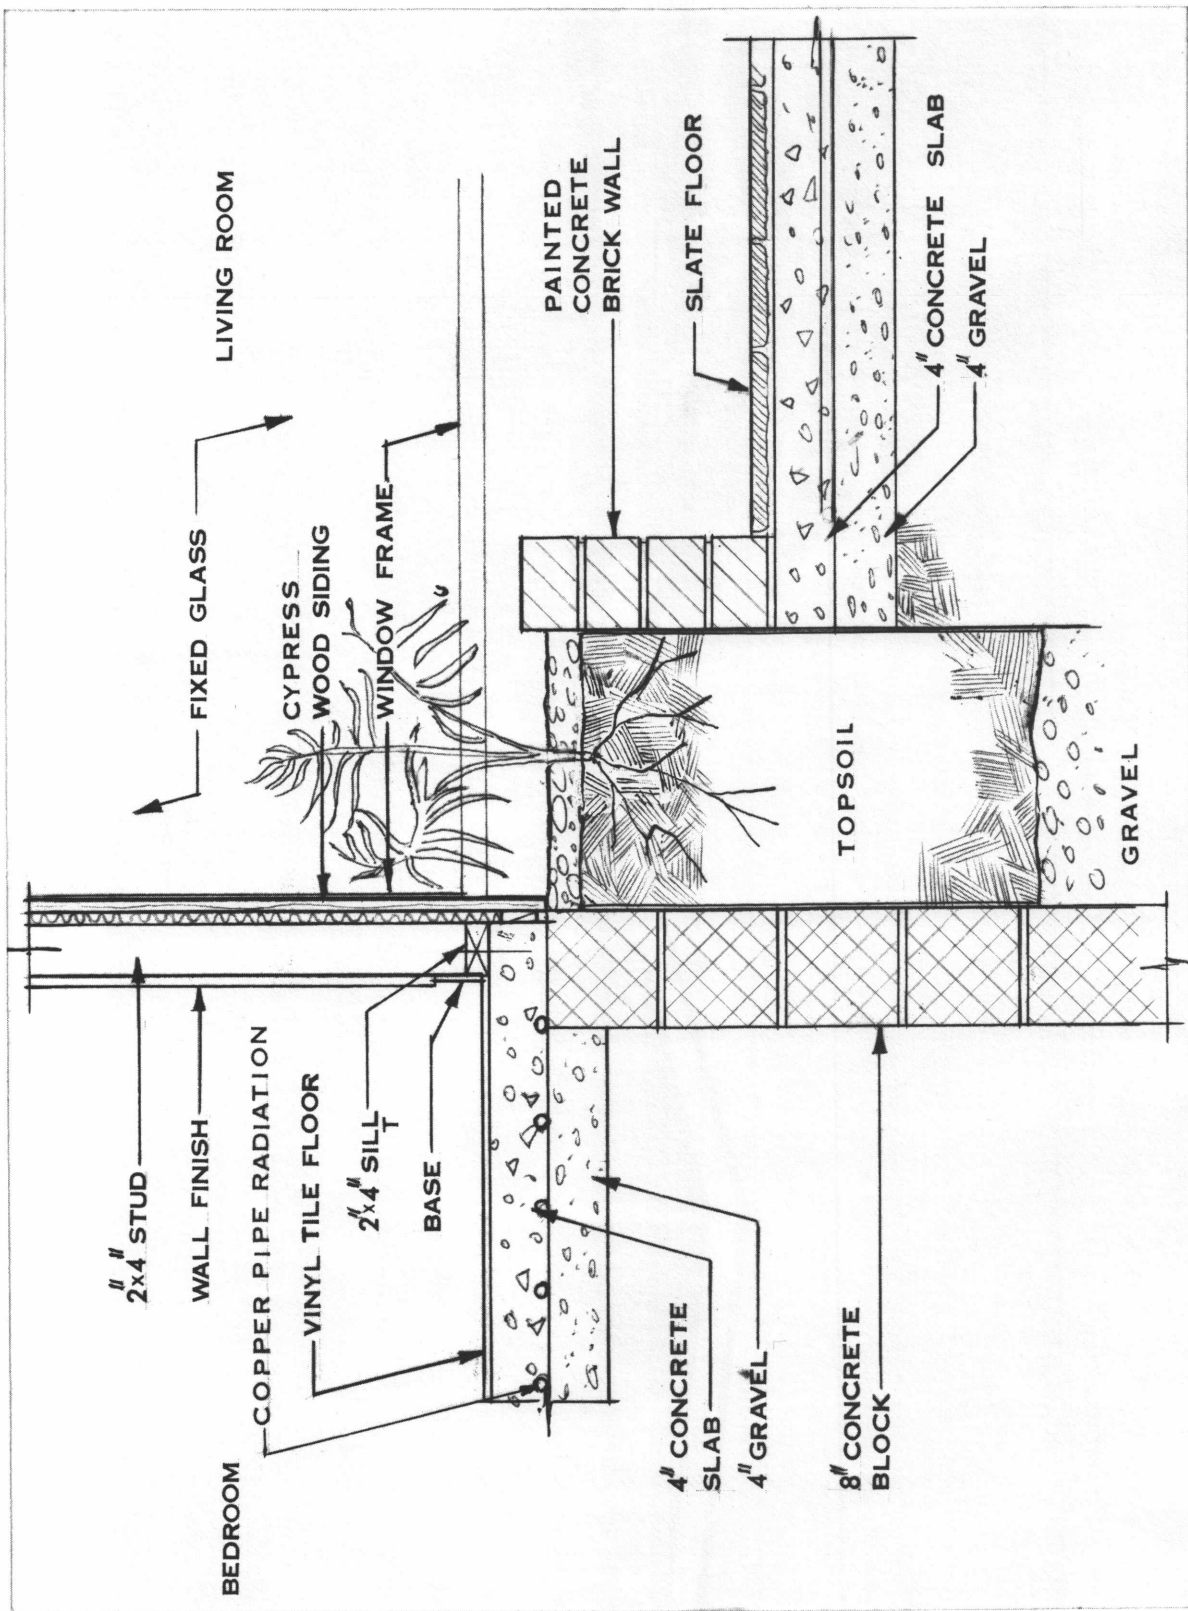 BEDROOM
COPPER PIPE RADIATION
2"x4" STUD
WALL FINISH
VINYL TILE FLOOR
2"x4" SILL
T
BASE
4" CONCRETE
SLAB
4" GRAVEL
8" CONCRETE
BLOCK
FIXED GLASS
CYPRESS
WOOD SIDING
WINDOW FRAME
TOPSOIL
GRAVEL
LIVING ROOM
PAINTED
CONCRETE
BRICK WALL
SLATE FLOOR
4" CONCRETE SLAB
4" GRAVEL